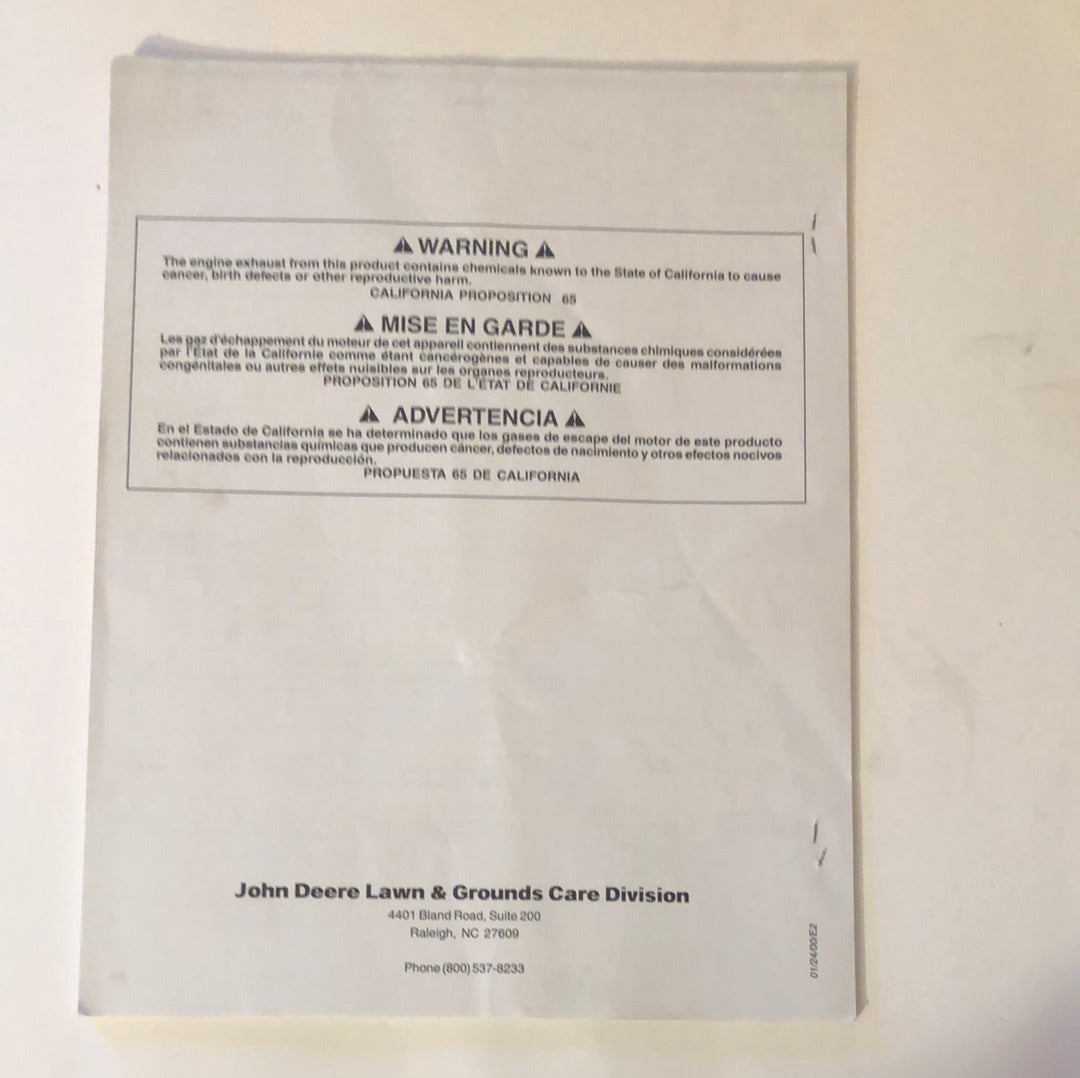 WARNING
The engine exhaust from this product contains chemicals known to the State of California to cause
cancer, birth defects or other reproductive harm.
CALIFORNIA PROPOSITION 65
MISE EN GARDE
Les gaz d'échappement du moteur de cet appareil contiennent des substances chimiques considérées
par l'État de la Californie comme étant cancérogènes et capables de causer des malformations
congénitales ou autres effets nuisibles sur les organes reproducteurs.
PROPOSITION 65 DE L'ÉTAT DE CALIFORNIE
ADVERTENCIA
En el Estado de California se ha determinado que los gases de escape del motor de este producto
contienen substancias químicas que producen cáncer, defectos de nacimiento y otros efectos nocivos
relacionados con la reproducción.
PROPUESTA 65 DE CALIFORNIA
John Deere Lawn & Grounds Care Division
4401 Bland Road, Suite 200
Raleigh, NC 27609
Phone (800) 537-8233
01/24/00/E2